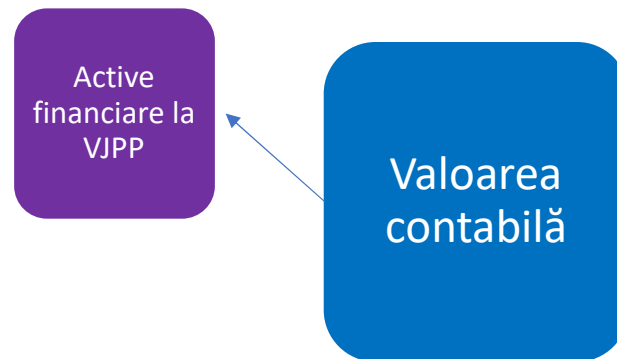 Active
financiare la
VJPP
Valoarea
contabilă